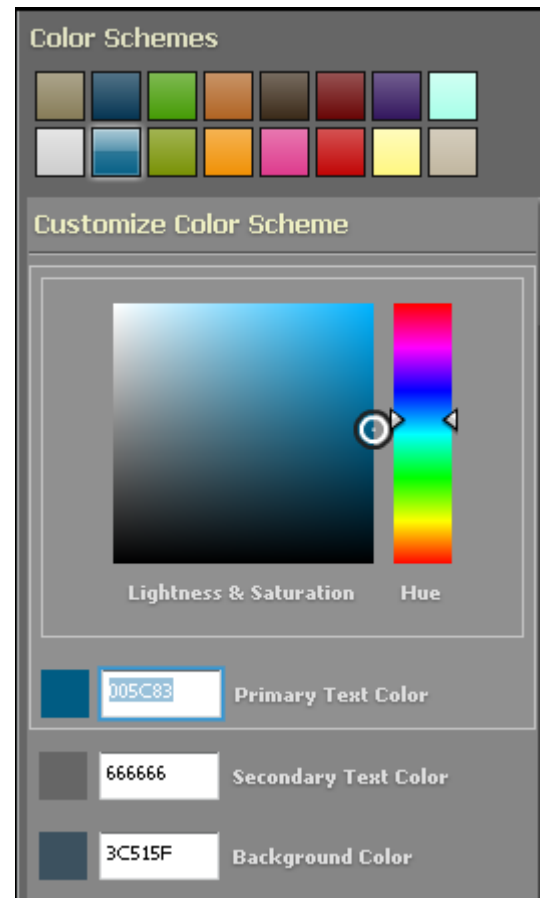 Color Schemes
Customize Color Scheme
Lightness & Saturation Hue
005C83 Primary Text Color
666666 Secondary Text Color
3C515F Background Color